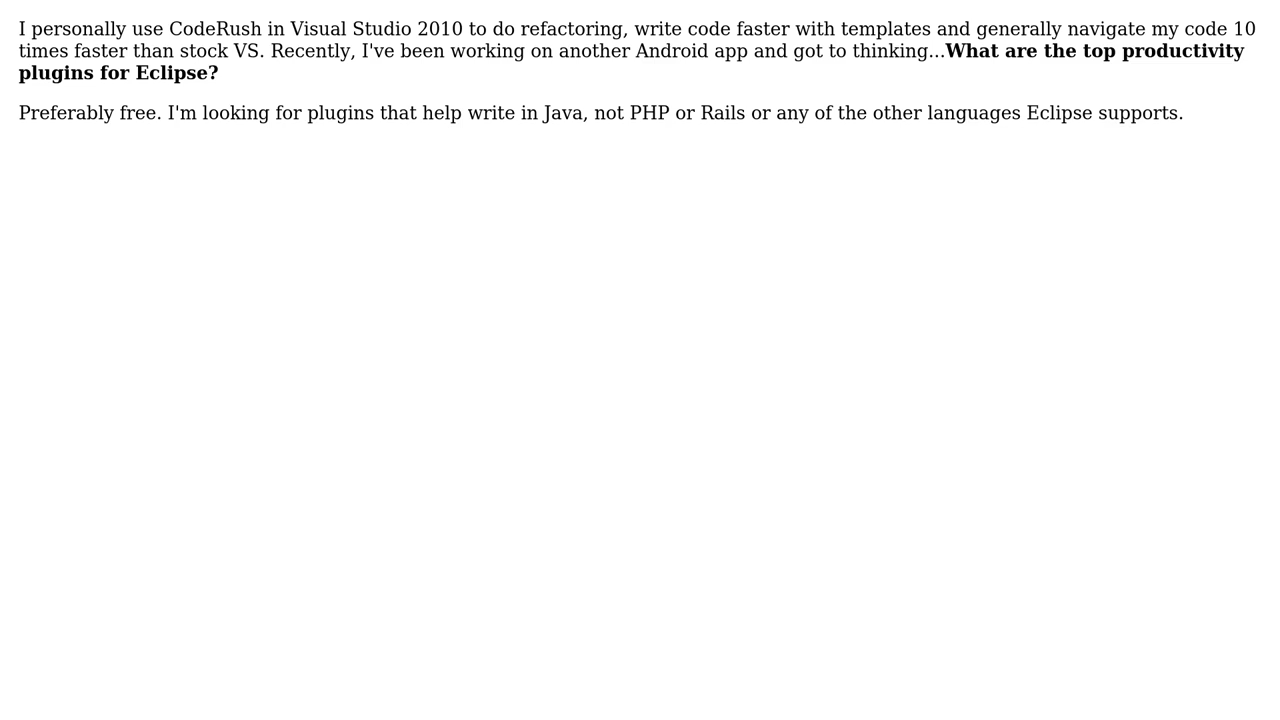 I personally use CodeRush in Visual Studio 2010 to do refactoring, write code faster with templates and generally navigate my code 10
times faster than stock VS. Recently, I've been working on another Android app and got to thinking...What are the top productivity
plugins for Eclipse?
Preferably free. I'm looking for plugins that help write in Java, not PHP or Rails or any of the other languages Eclipse supports.